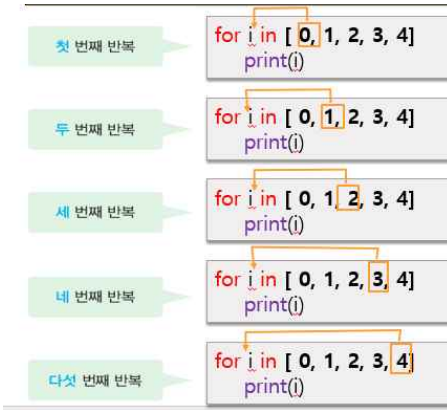 첫 번째 반복
for i in [ 0, 1, 2, 3, 4]
print(i)
두 번째 반복
for i in [ 0, 1, 2, 3, 4]
print(i)
세 번째 반복
for i in [ 0, 1, 2, 3, 4]
print(i)
네 번째 반복
for i in [ 0, 1, 2, 3, 4]
print(i)
다섯 번째 반복
for i in [ 0, 1, 2, 3, 4]
print(i)